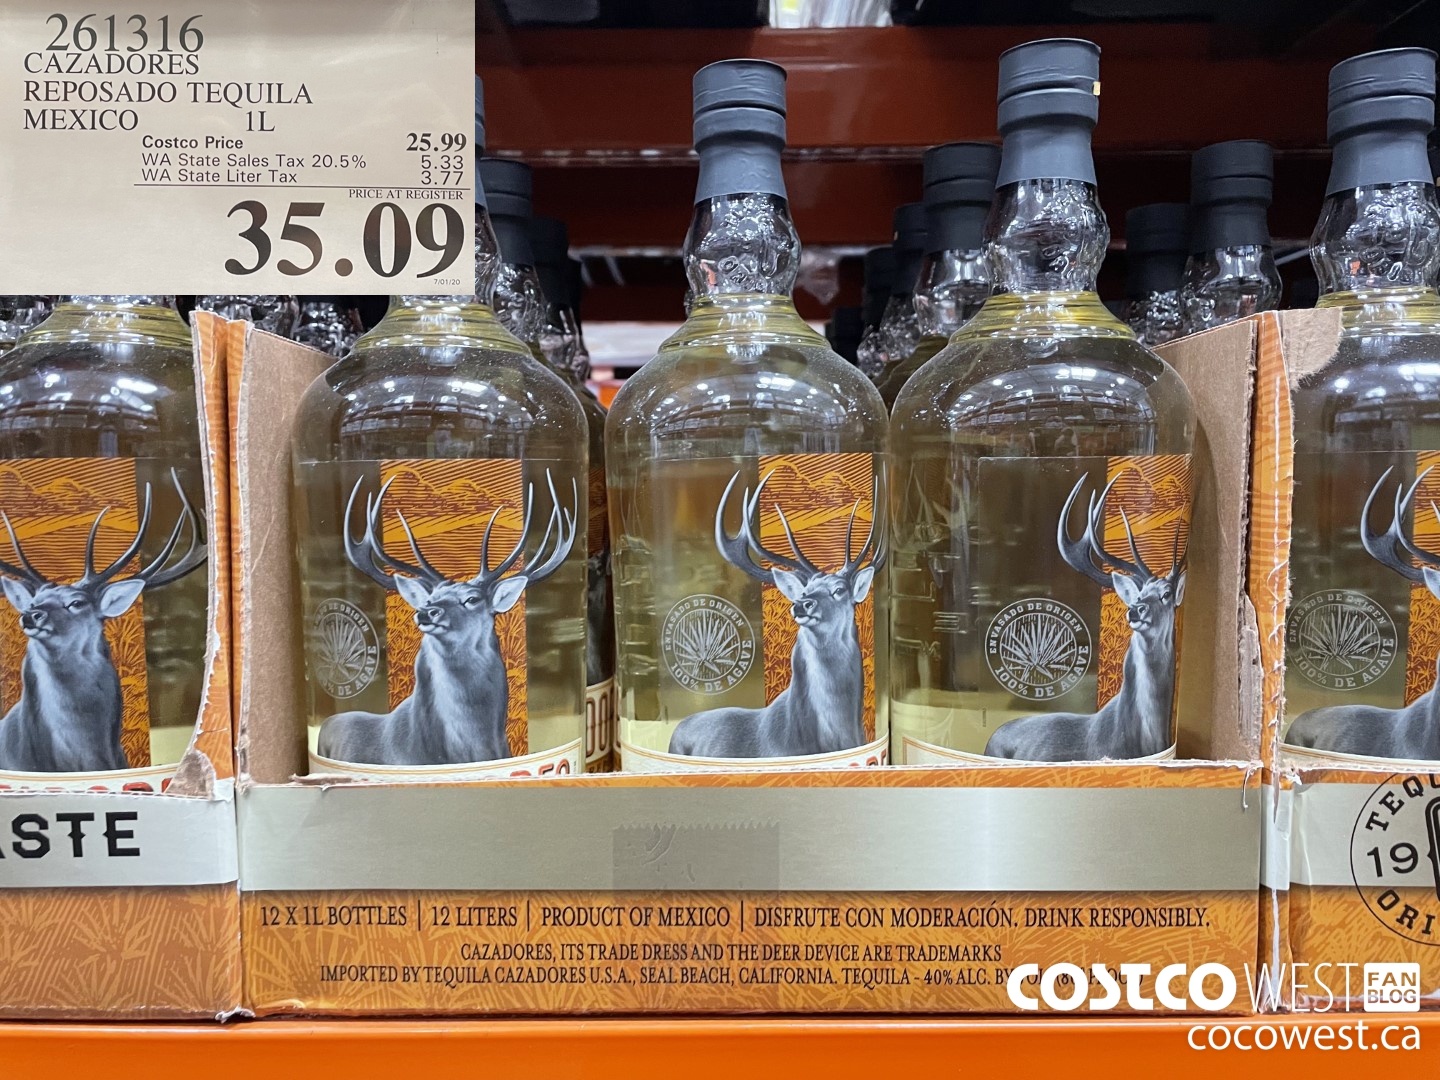 261316
CAZADORES
REPOSADO TEQUILA
MEXICO 1L
Costco Price 25.99
WA State Sales Tax 20.5% 5.33
WA State Liter Tax 3.77
PRICE AT REGISTER
35.09
7/01/20
ENVASADO DE ORIGEN
100% DE AGAVE
ENVASADO DE ORIGEN
100% DE AGAVE
ENVASADO DE ORIGEN
100% DE AGAVE
19
12 X 1L BOTTLES | 12 LITERS | PRODUCT OF MEXICO | DISFRUTE CON MODERACIÓN. DRINK RESPONSIBLY.
CAZADORES, ITS TRADE DRESS AND THE DEER DEVICE ARE TRADEMARKS
IMPORTED BY TEQUILA CAZADORES U.S.A., SEAL BEACH, CALIFORNIA. TEQUILA - 40% ALC. BY
COSTCO WEST FAN BLOG
cocowest.ca